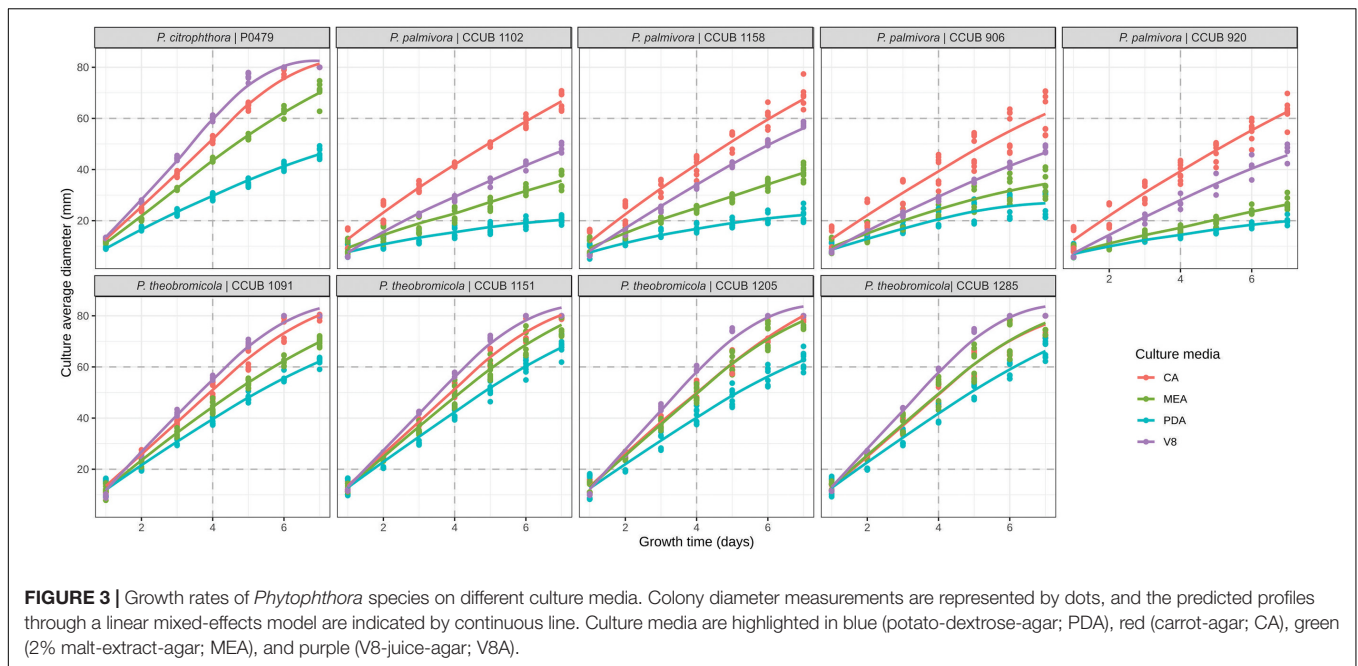 P. citrophthora | P0479
P. palmivora | CCUB 1102
P. palmivora | CCUB 1158
P. palmivora | CCUB 906
P. palmivora | CCUB 920
80
60
40
20
2
4
6
P. theobromicola | CCUB 1091
P. theobromicola | CCUB 1151
P. theobromicola | CCUB 1205
P. theobromicola| CCUB 1285
80
60
40
20
2
4
6
2
4
6
2
4
6
2
4
6
Culture average diameter (mm)
Growth time (days)
Culture media
CA
MEA
PDA
V8
FIGURE 3 | Growth rates of Phytophthora species on different culture media. Colony diameter measurements are represented by dots, and the predicted profiles
through a linear mixed-effects model are indicated by continuous line. Culture media are highlighted in blue (potato-dextrose-agar; PDA), red (carrot-agar; CA), green
(2% malt-extract-agar; MEA), and purple (V8-juice-agar; V8A).